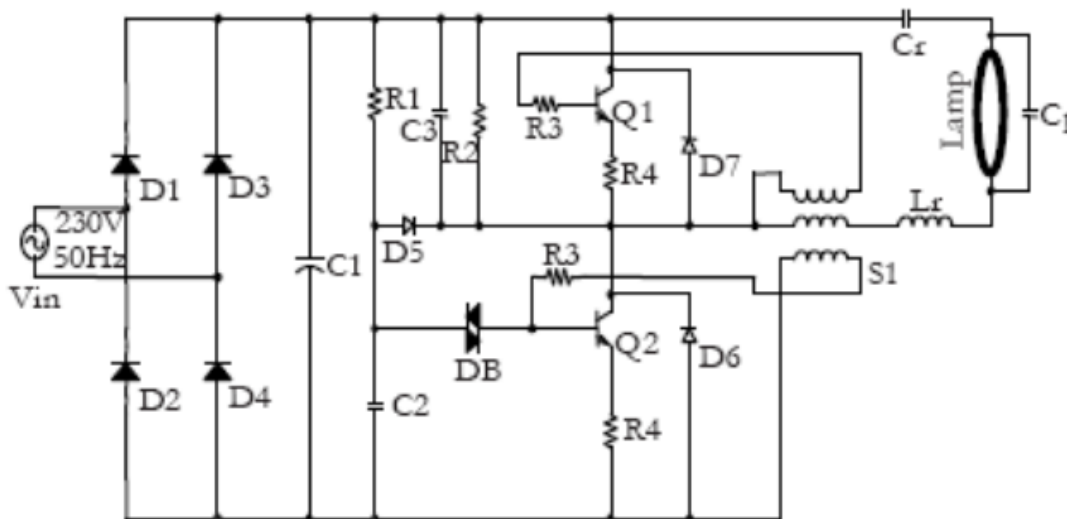 Cr
R1
C3
R2
R3
Q1
Lamp
C1
D1
D3
R4
D7
Lr
230V
50Hz
Vin
C1
D5
R3
S1
DB
Q2
D6
D2
D4
C2
R4